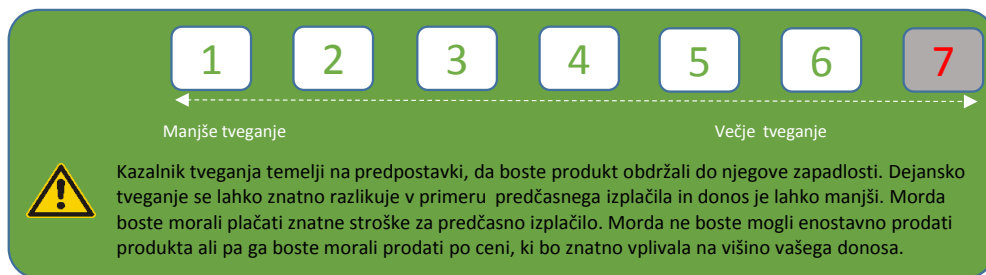 1 2 3 4 5 6 7
Manjše tveganje Večje tveganje
Kazalnik tveganja temelji na predpostavki, da boste produkt obdržali do njegove zapadlosti. Dejansko
tveganje se lahko znatno razlikuje v primeru predčasnega izplačila in donos je lahko manjši. Morda
boste morali plačati znatne stroške za predčasno izplačilo. Morda ne boste mogli enostavno prodati
produkta ali pa ga boste morali prodati po ceni, ki bo znatno vplivala na višino vašega donosa.